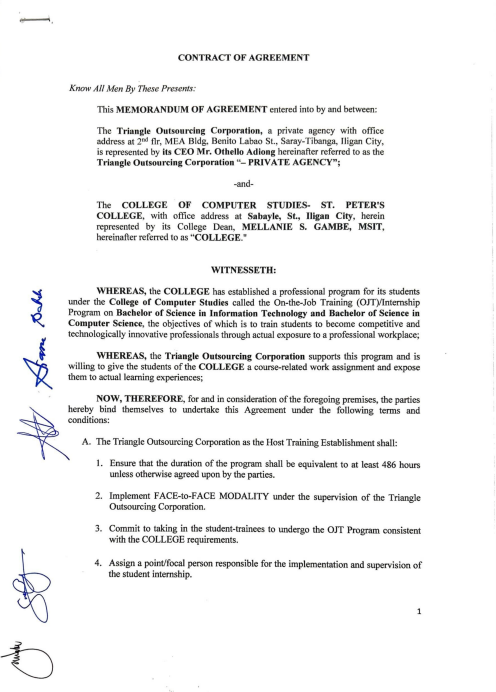 CONTRACT OF AGREEMENT
Know All Men By These Presents:
This MEMORANDUM OF AGREEMENT entered into by and between:
The Triangle Outsourcing Corporation, a private agency with office
address at 2nd flr, MEA Bldg, Benito Labao St., Saray-Tibanga, Iligan City,
is represented by its CEO Mr. Othello Adiong hereinafter referred to as the
Triangle Outsourcing Corporation “– PRIVATE AGENCY”;
-and-
The COLLEGE OF COMPUTER STUDIES- ST. PETER'S
COLLEGE, with office address at Sabayle, St., Iligan City, herein
represented by its College Dean, MELLANIE S. GAMBE, MSIT,
hereinafter referred to as "COLLEGE."
WITNESSETH:
WHEREAS, the COLLEGE has established a professional program for its students
under the College of Computer Studies called the On-the-Job Training (OJT)/Internship
Program on Bachelor of Science in Information Technology and Bachelor of Science in
Computer Science, the objectives of which is to train students to become competitive and
technologically innovative professionals through actual exposure to a professional workplace;
WHEREAS, the Triangle Outsourcing Corporation supports this program and is
willing to give the students of the COLLEGE a course-related work assignment and expose
them to actual learning experiences;
NOW, THEREFORE, for and in consideration of the foregoing premises, the parties
hereby bind themselves to undertake this Agreement under the following terms and
conditions:
A. The Triangle Outsourcing Corporation as the Host Training Establishment shall:
1. Ensure that the duration of the program shall be equivalent to at least 486 hours
unless otherwise agreed upon by the parties.
2. Implement FACE-to-FACE MODALITY under the supervision of the Triangle
Outsourcing Corporation.
3. Commit to taking in the student-trainees to undergo the OJT Program consistent
with the COLLEGE requirements.
4. Assign a point/focal person responsible for the implementation and supervision of
the student internship.
1